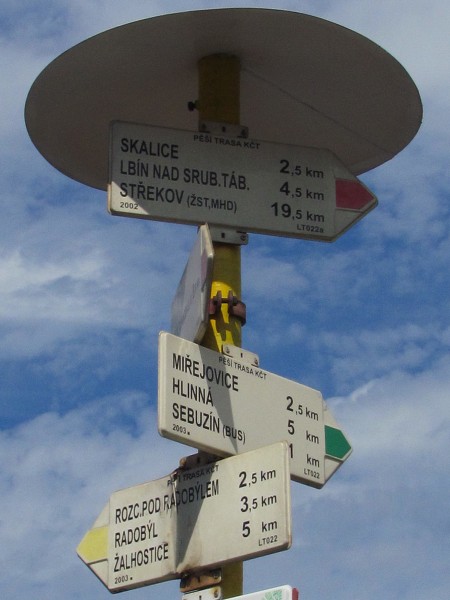 PĚŠÍ TRASA KČT
SKALICE 2,5 km
LBÍN NAD SRUB.TÁB. 4,5 km
STŘEKOV (ŽST,MHD) 19,5 km
2002 LT022a
PĚŠÍ TRASA KČT
MIŘEJOVICE 2,5 km
HLINNÁ 5 km
SEBUZÍN (BUS) km
2003 LT022
PĚŠÍ TRASA KČT
ROZC.POD RADOBÝLEM 2,5 km
RADOBÝL 3,5 km
ŽALHOSTICE 5 km
2003 LT022